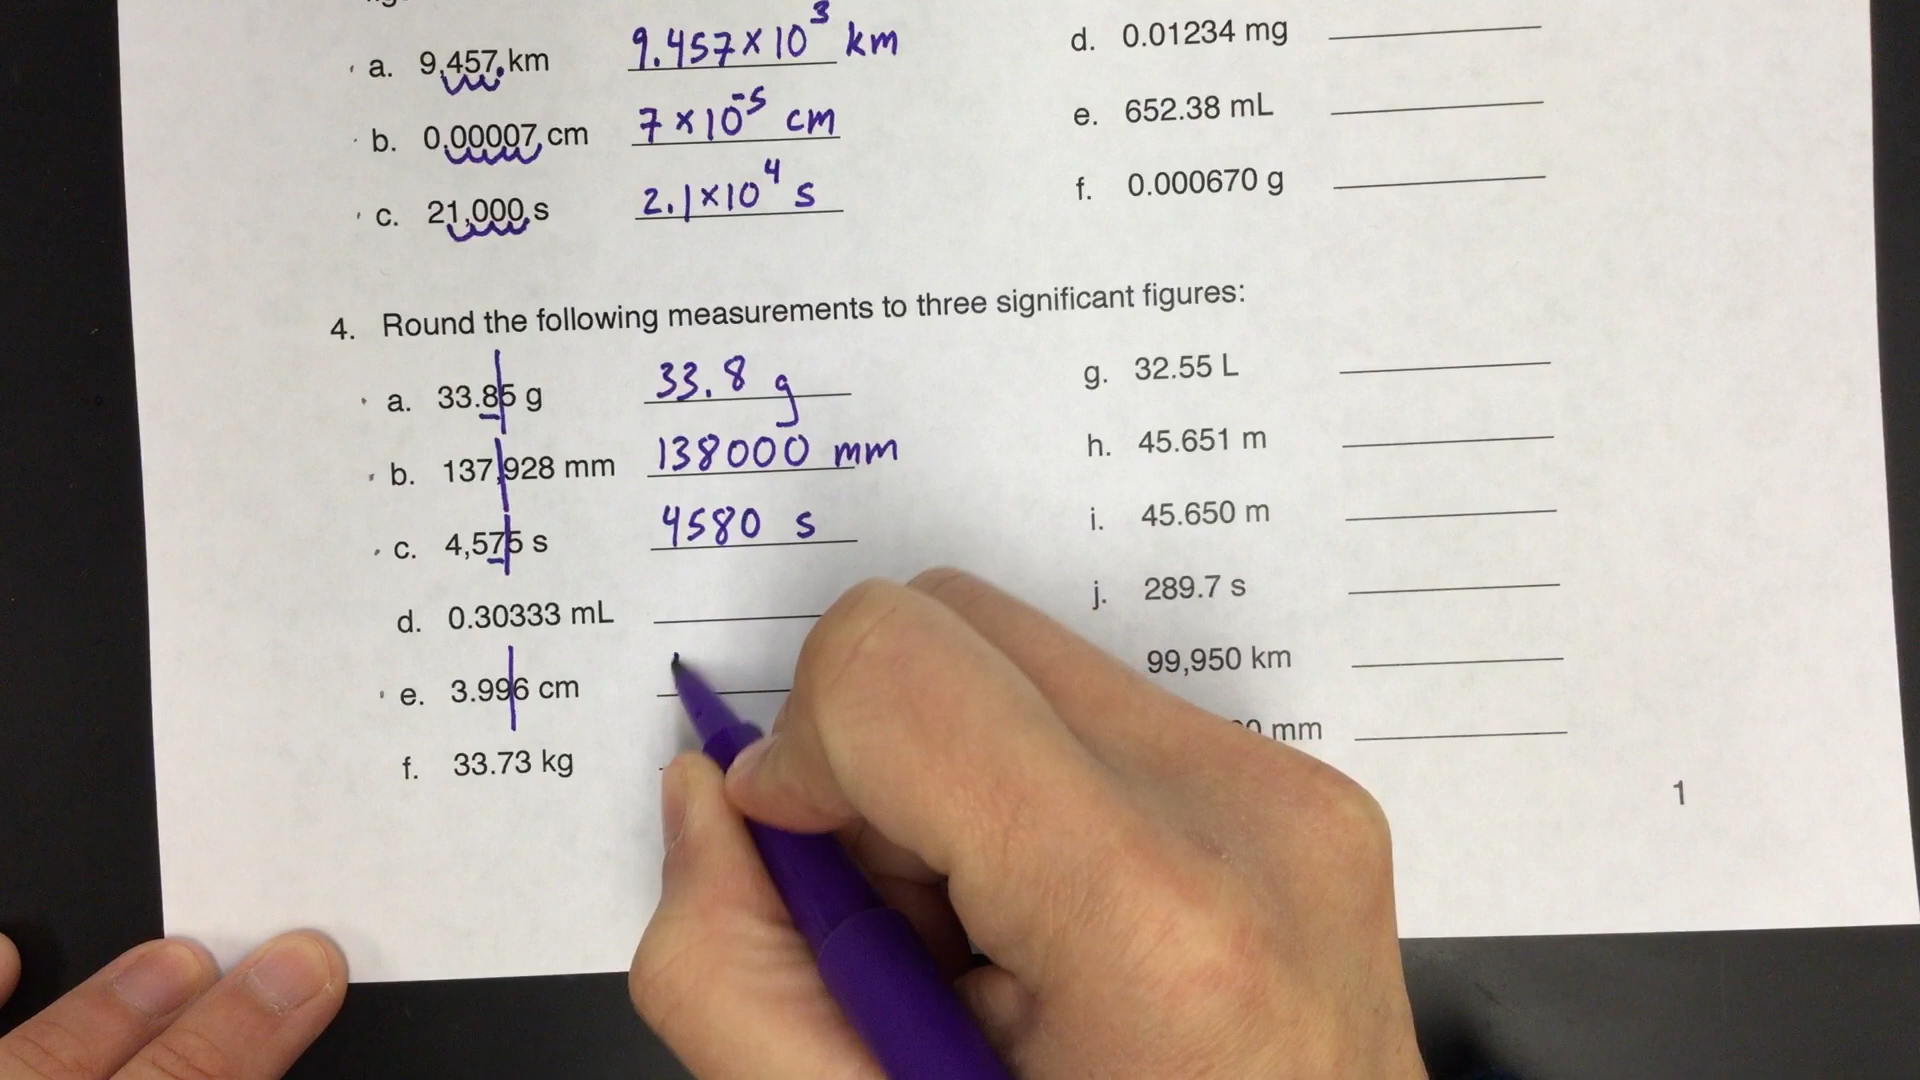 a. 9,457 km 9.457 × 10³ km
b. 0.00007 cm 7 × 10⁻⁵ cm
c. 21,000 s 2.1 × 10⁴ s
d. 0.01234 mg
e. 652.38 mL
f. 0.000670 g
4. Round the following measurements to three significant figures:
a. 33.85 g 33.8 g
b. 137,928 mm 138000 mm
c. 4,575 s 4580 s
d. 0.30333 mL
e. 3.996 cm
f. 33.73 kg
g. 32.55 L
h. 45.651 m
i. 45.650 m
j. 289.7 s
99,950 km
mm
1